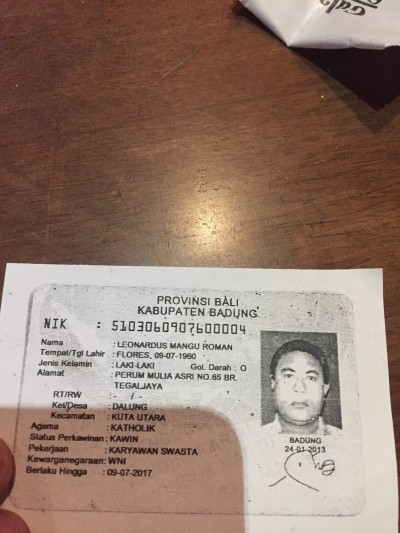 PROVINSI BALI
KABUPATEN BADUNG
NIK : 5103060907600004
Nama : LEONARDUS MANGU ROMAN
Tempat/Tgl Lahir : FLORES, 09-07-1960
Jenis Kelamin : LAKI-LAKI Gol. Darah : O
Alamat : PERUM MULIA ASRI NO.65 BR.
TEGALJAYA
RT/RW : - / -
Kel/Desa : DALUNG
Kecamatan : KUTA UTARA
Agama : KATHOLIK
Status Perkawinan : KAWIN
Pekerjaan : KARYAWAN SWASTA
Kewarganegaraan: WNI
Berlaku Hingga : 09-07-2017
BADUNG
24-01-2013